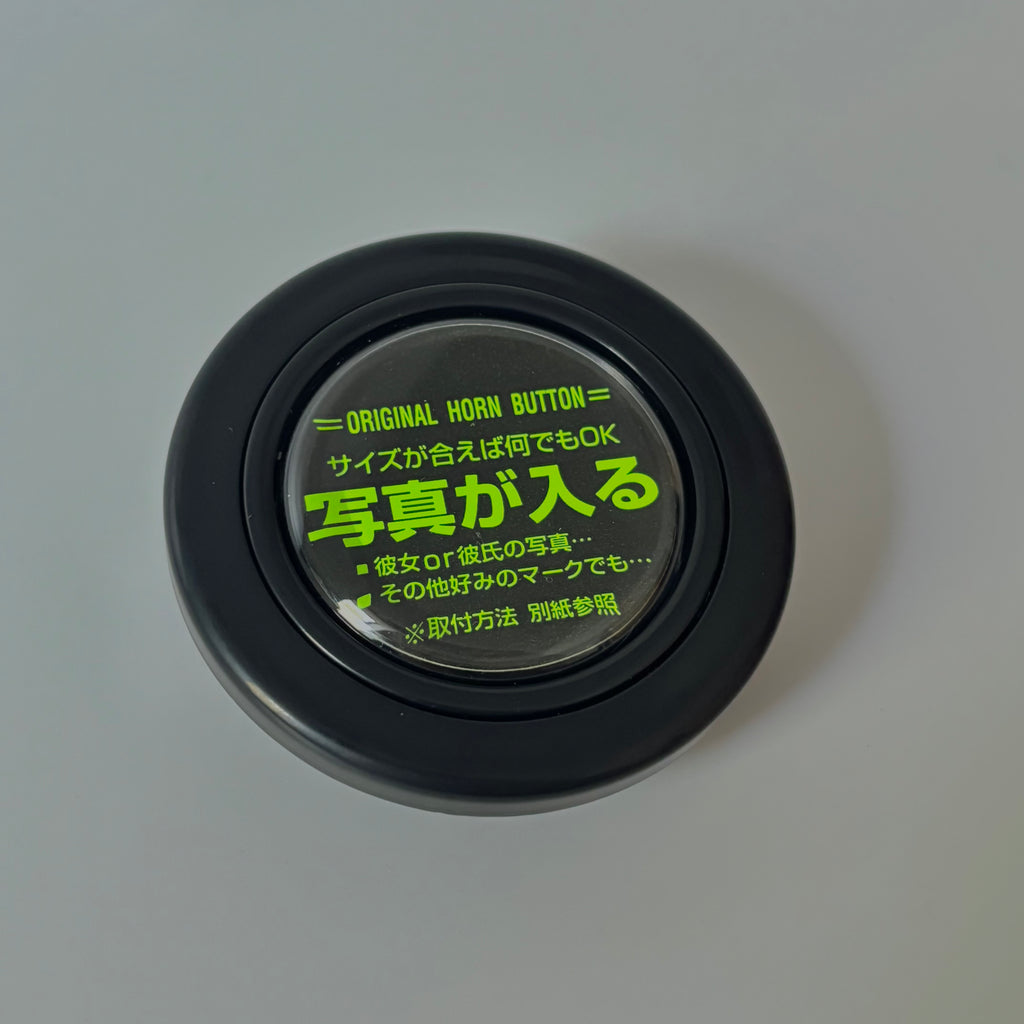 =ORIGINAL HORN BUTTON=
サイズが合えば何でもOK
写真が入る
▪彼女or彼氏の写真…
▪その他好みのマークでも…
※取付方法 別紙参照